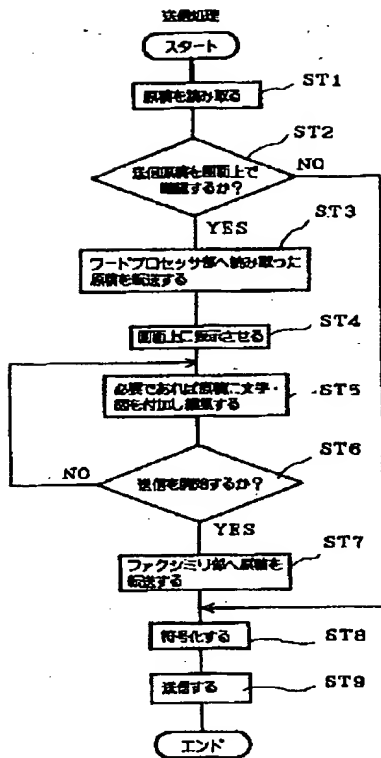 送信処理
スタート
ST1
原稿を読み取る
ST2
送信原稿を画面上で
確認するか?
NO
YES
ST3
ワードプロセッサ部へ読み取った
原稿を転送する
ST4
画面上に表示させる
必要であれば原稿に文字・
図を付加し編集する
ST5
ST6
NO
送信を開始するか?
YES
ST7
ファクシミリ部へ原稿を
転送する
符号化する
ST8
送信する
ST9
エンド